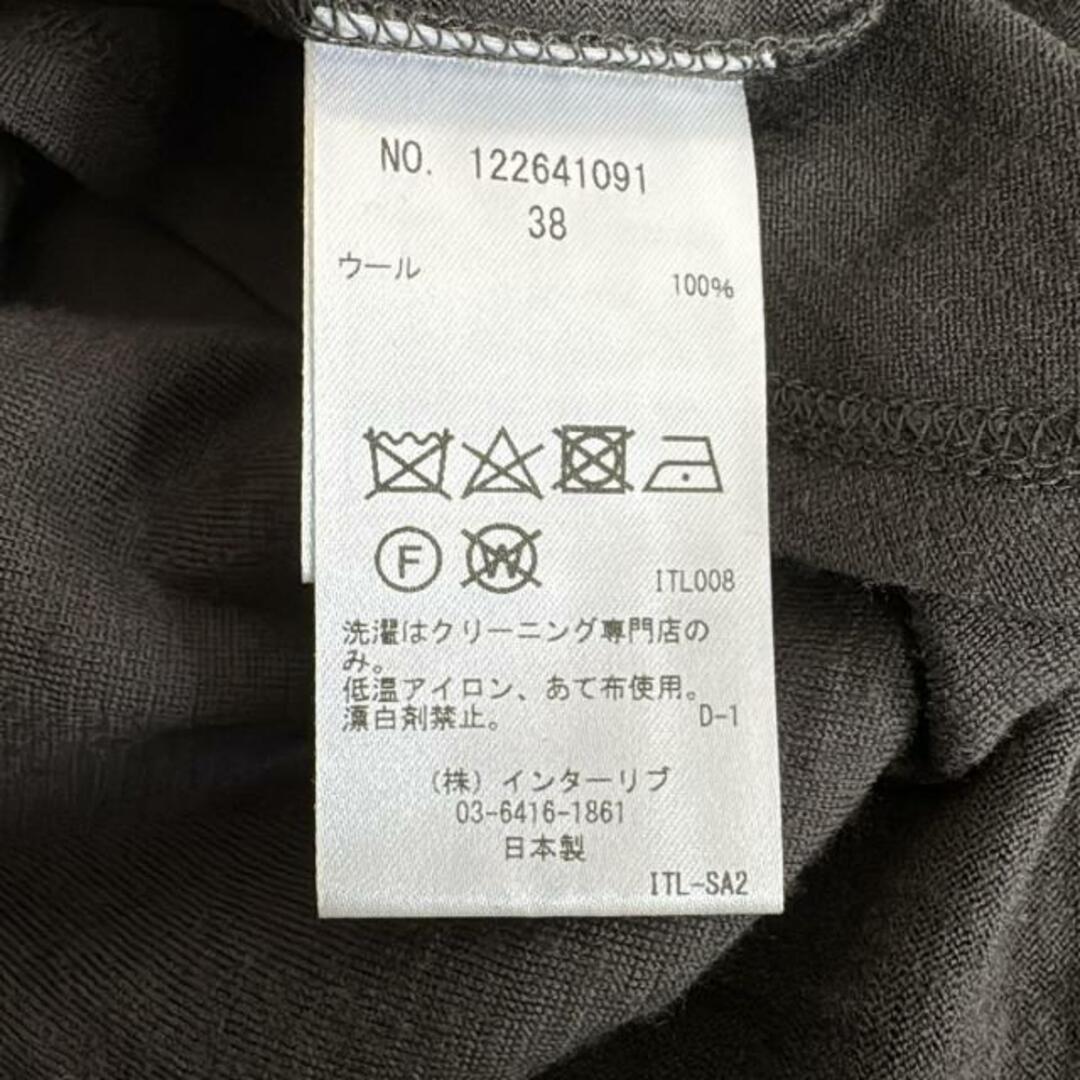 NO. 122641091
38
ウール 100%
F W
ITL008
洗濯はクリーニング専門店の
み。
低温アイロン、あて布使用。
漂白剤禁止。 D-1
(株) インターリブ
03-6416-1861
日本製
ITL-SA2